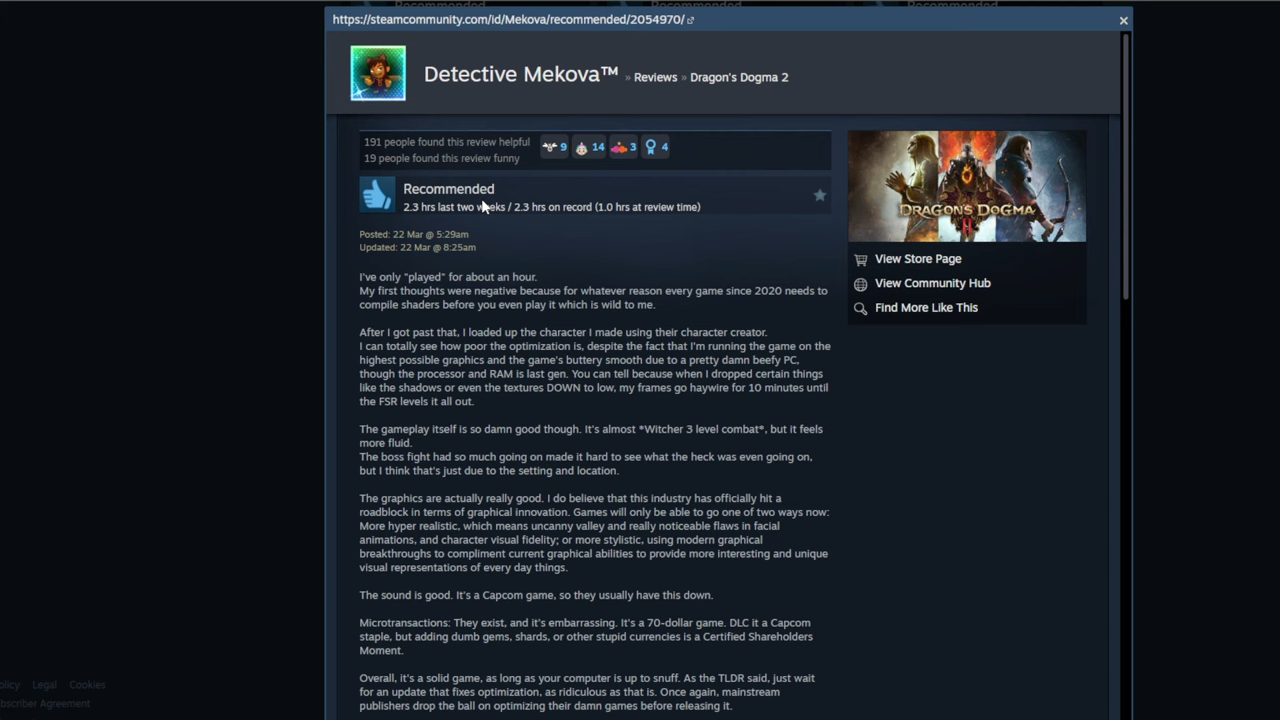 https://steamcommunity.com/id/Mekova/recommended/2054970/
Detective Mekova™ » Reviews » Dragon's Dogma 2
191 people found this review helpful
19 people found this review funny
9 14 3 4
Recommended
2.3 hrs last two weeks / 2.3 hrs on record (1.0 hrs at review time)
Posted: 22 Mar @ 5:29am
Updated: 22 Mar @ 8:25am
I've only "played" for about an hour.
My first thoughts were negative because for whatever reason every game since 2020 needs to
compile shaders before you even play it which is wild to me.
After I got past that, I loaded up the character I made using their character creator.
I can totally see how poor the optimization is, despite the fact that I'm running the game on the
highest possible graphics and the game's buttery smooth due to a pretty damn beefy PC,
though the processor and RAM is last gen. You can tell because when I dropped certain things
like the shadows or even the textures DOWN to low, my frames go haywire for 10 minutes until
the FSR levels it all out.
The gameplay itself is so damn good though. It's almost *Witcher 3 level combat*, but it feels
more fluid.
The boss fight had so much going on made it hard to see what the heck was even going on,
but I think that's just due to the setting and location.
The graphics are actually really good. I do believe that this industry has officially hit a
roadblock in terms of graphical innovation. Games will only be able to go one of two ways now:
More hyper realistic, which means uncanny valley and really noticeable flaws in facial
animations, and character visual fidelity; or more stylistic, using modern graphical
breakthroughs to compliment current graphical abilities to provide more interesting and unique
visual representations of every day things.
The sound is good. It's a Capcom game, so they usually have this down.
Microtransactions: They exist, and it's embarrassing. It's a 70-dollar game. DLC it a Capcom
staple, but adding dumb gems, shards, or other stupid currencies is a Certified Shareholders
Moment.
Overall, it's a solid game, as long as your computer is up to snuff. As the TLDR said, just wait
for an update that fixes optimization, as ridiculous as that is. Once again, mainstream
publishers drop the ball on optimizing their damn games before releasing it.
DRAGON'S DOGMA
II
View Store Page
View Community Hub
Find More Like This
Legal Cookies
Agreement